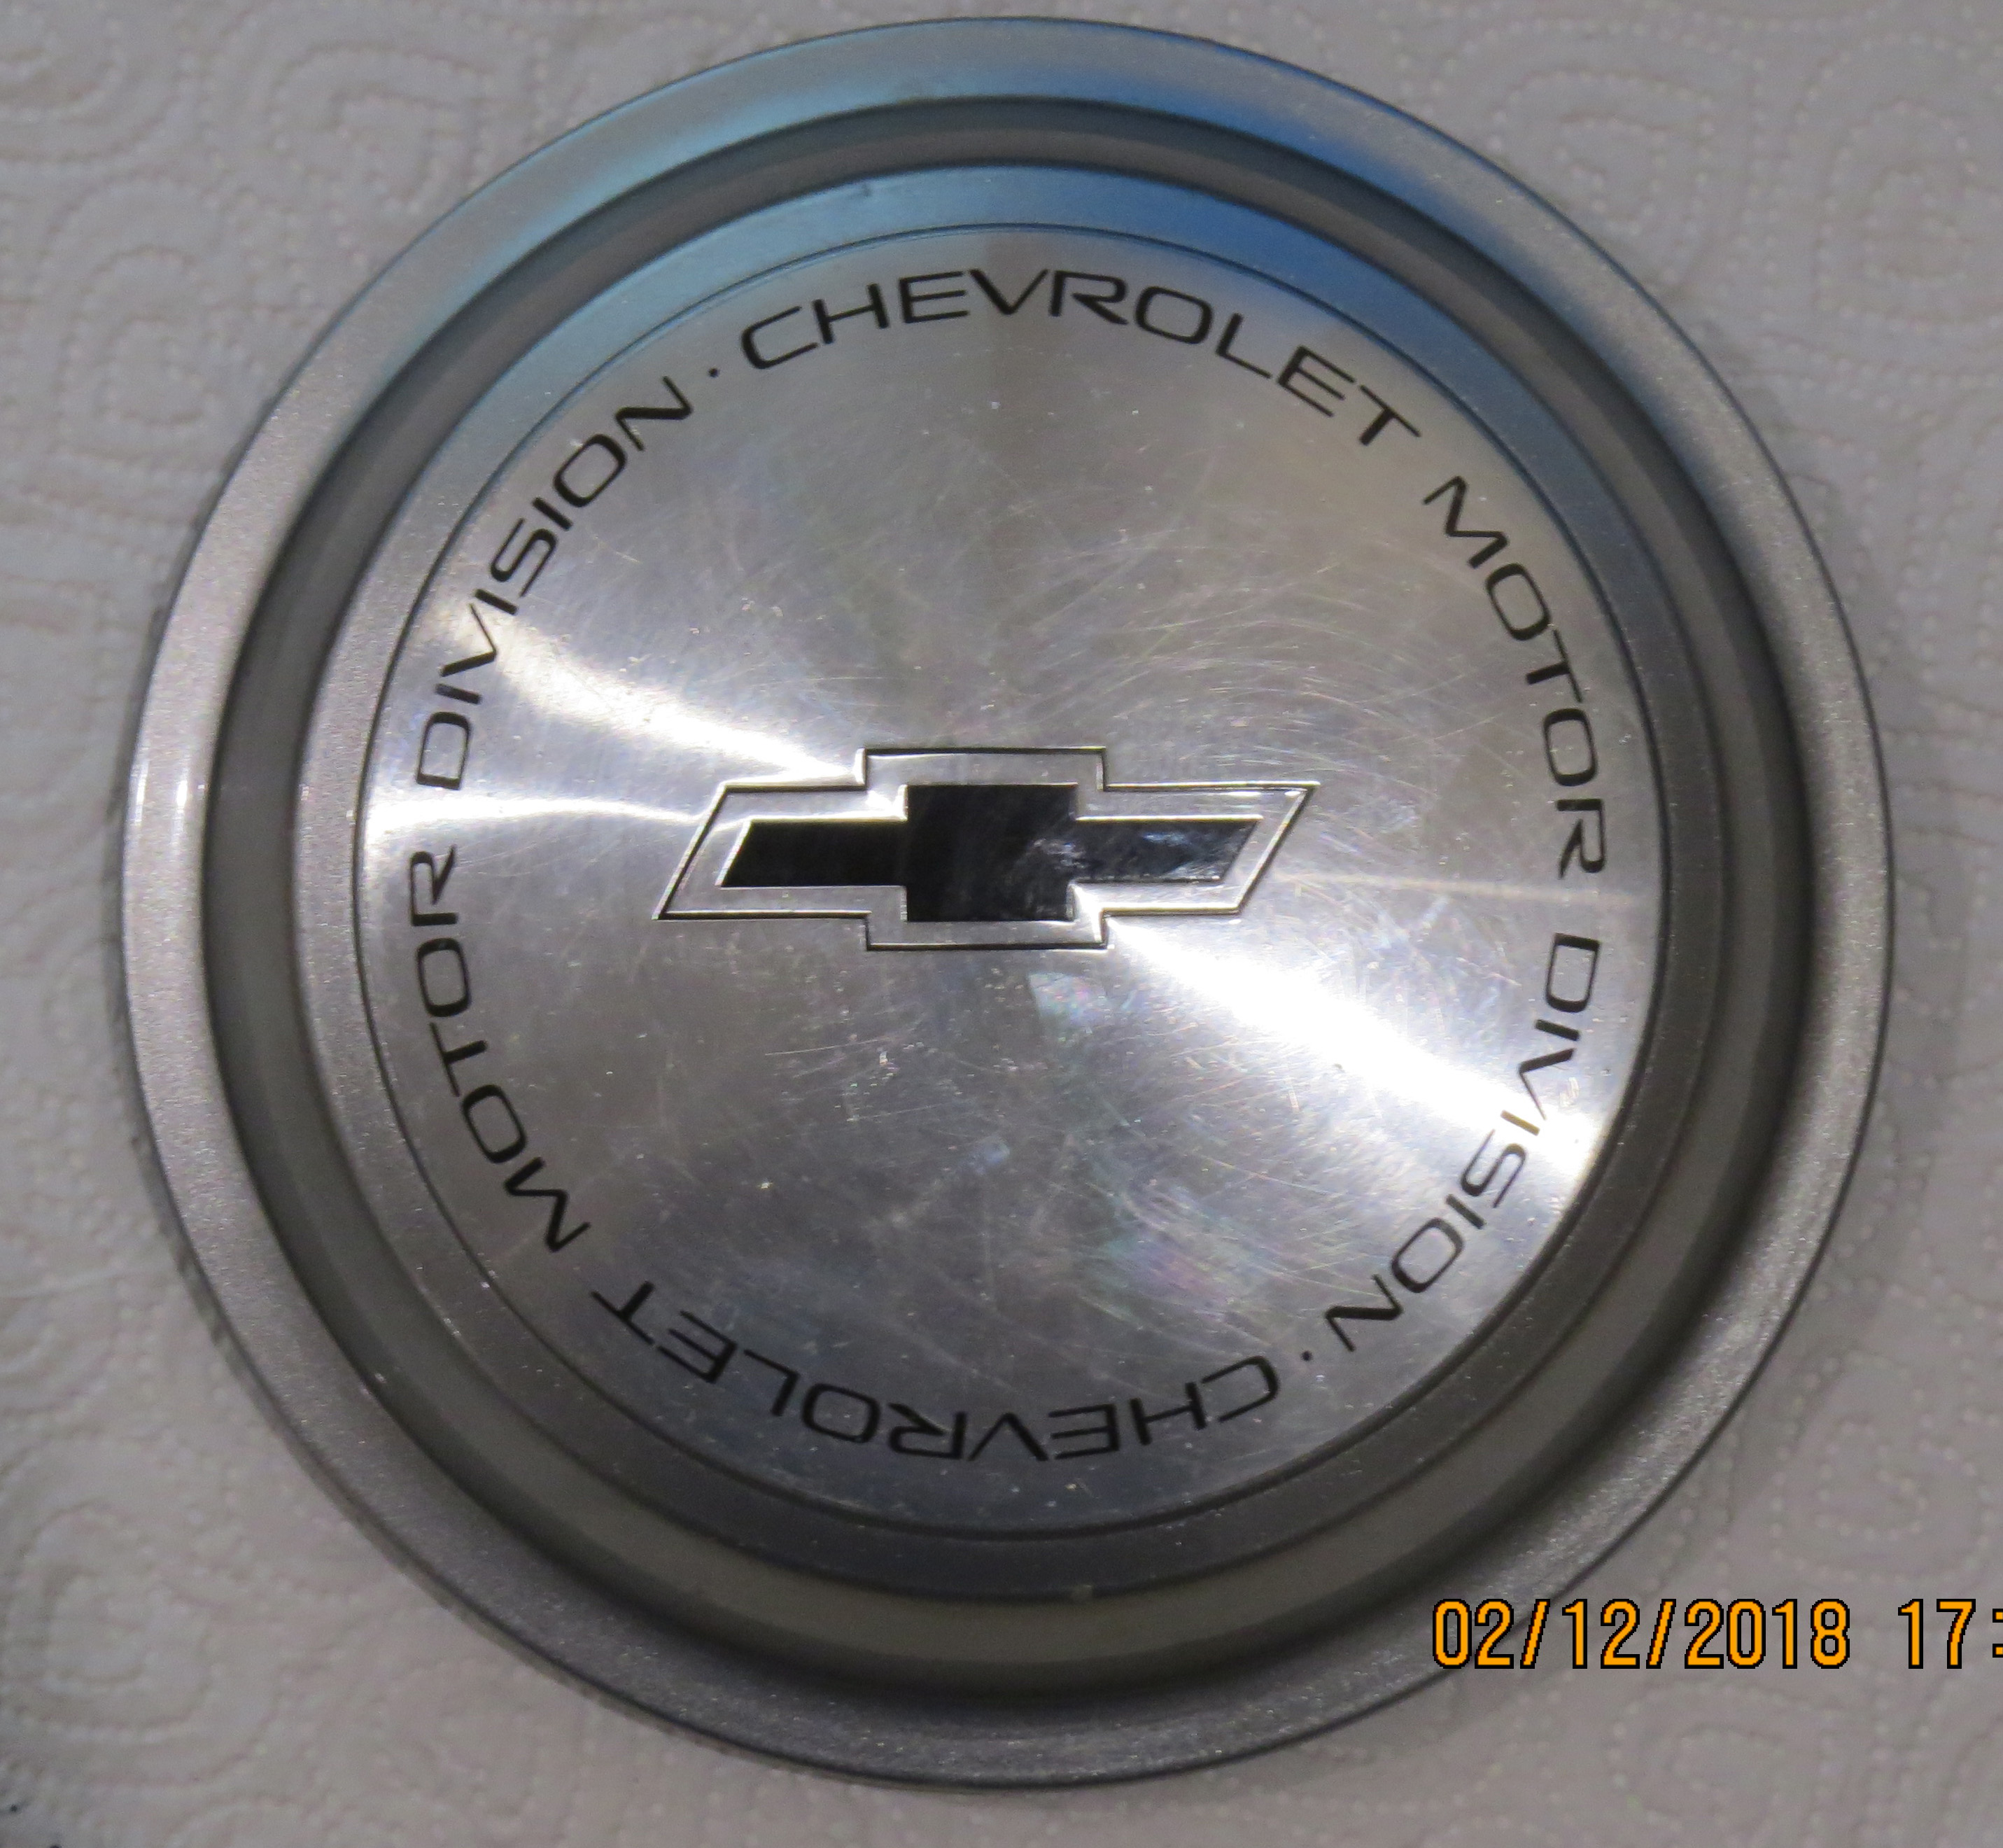 CHEVROLET MOTOR DIVISION · CHEVROLET MOTOR DIVISION ·
02/12/2018 17: